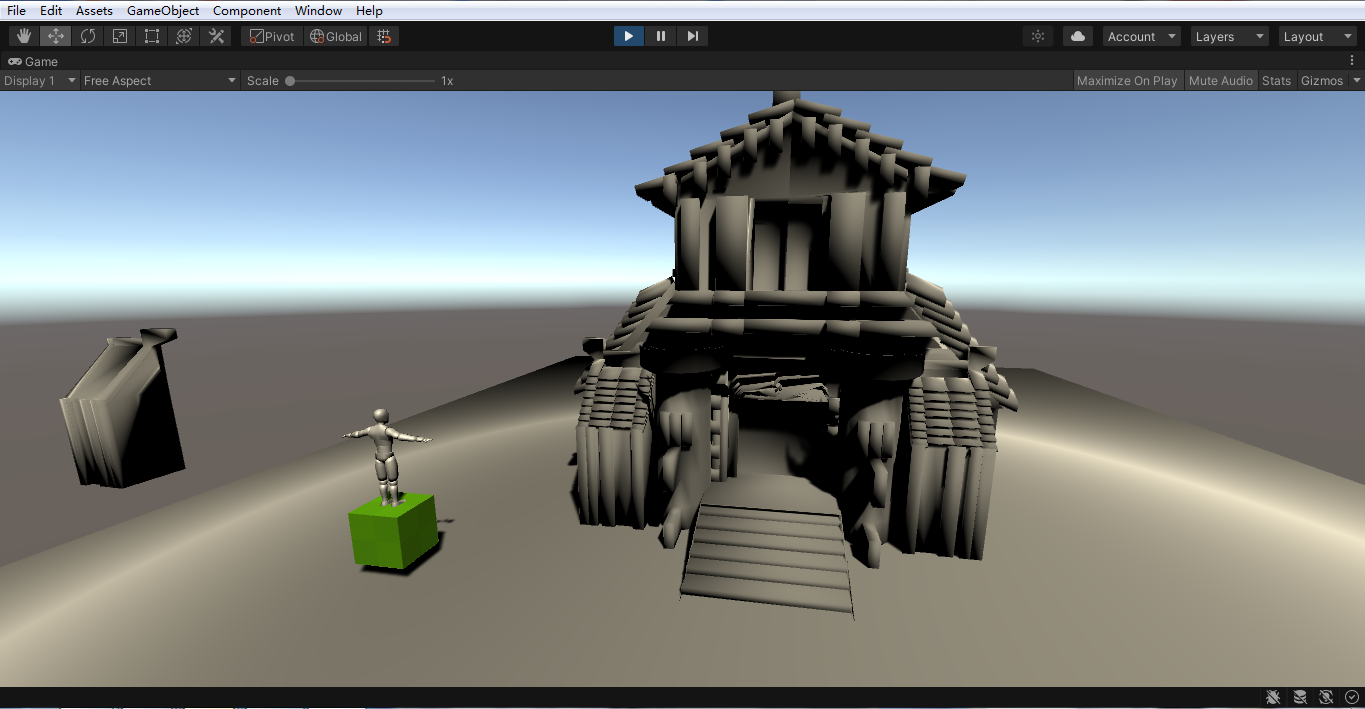 File Edit Assets GameObject Component Window Help
Pivot Global Account Layers Layout
Game
Display 1 Free Aspect Scale 1x Maximize On Play Mute Audio Stats Gizmos